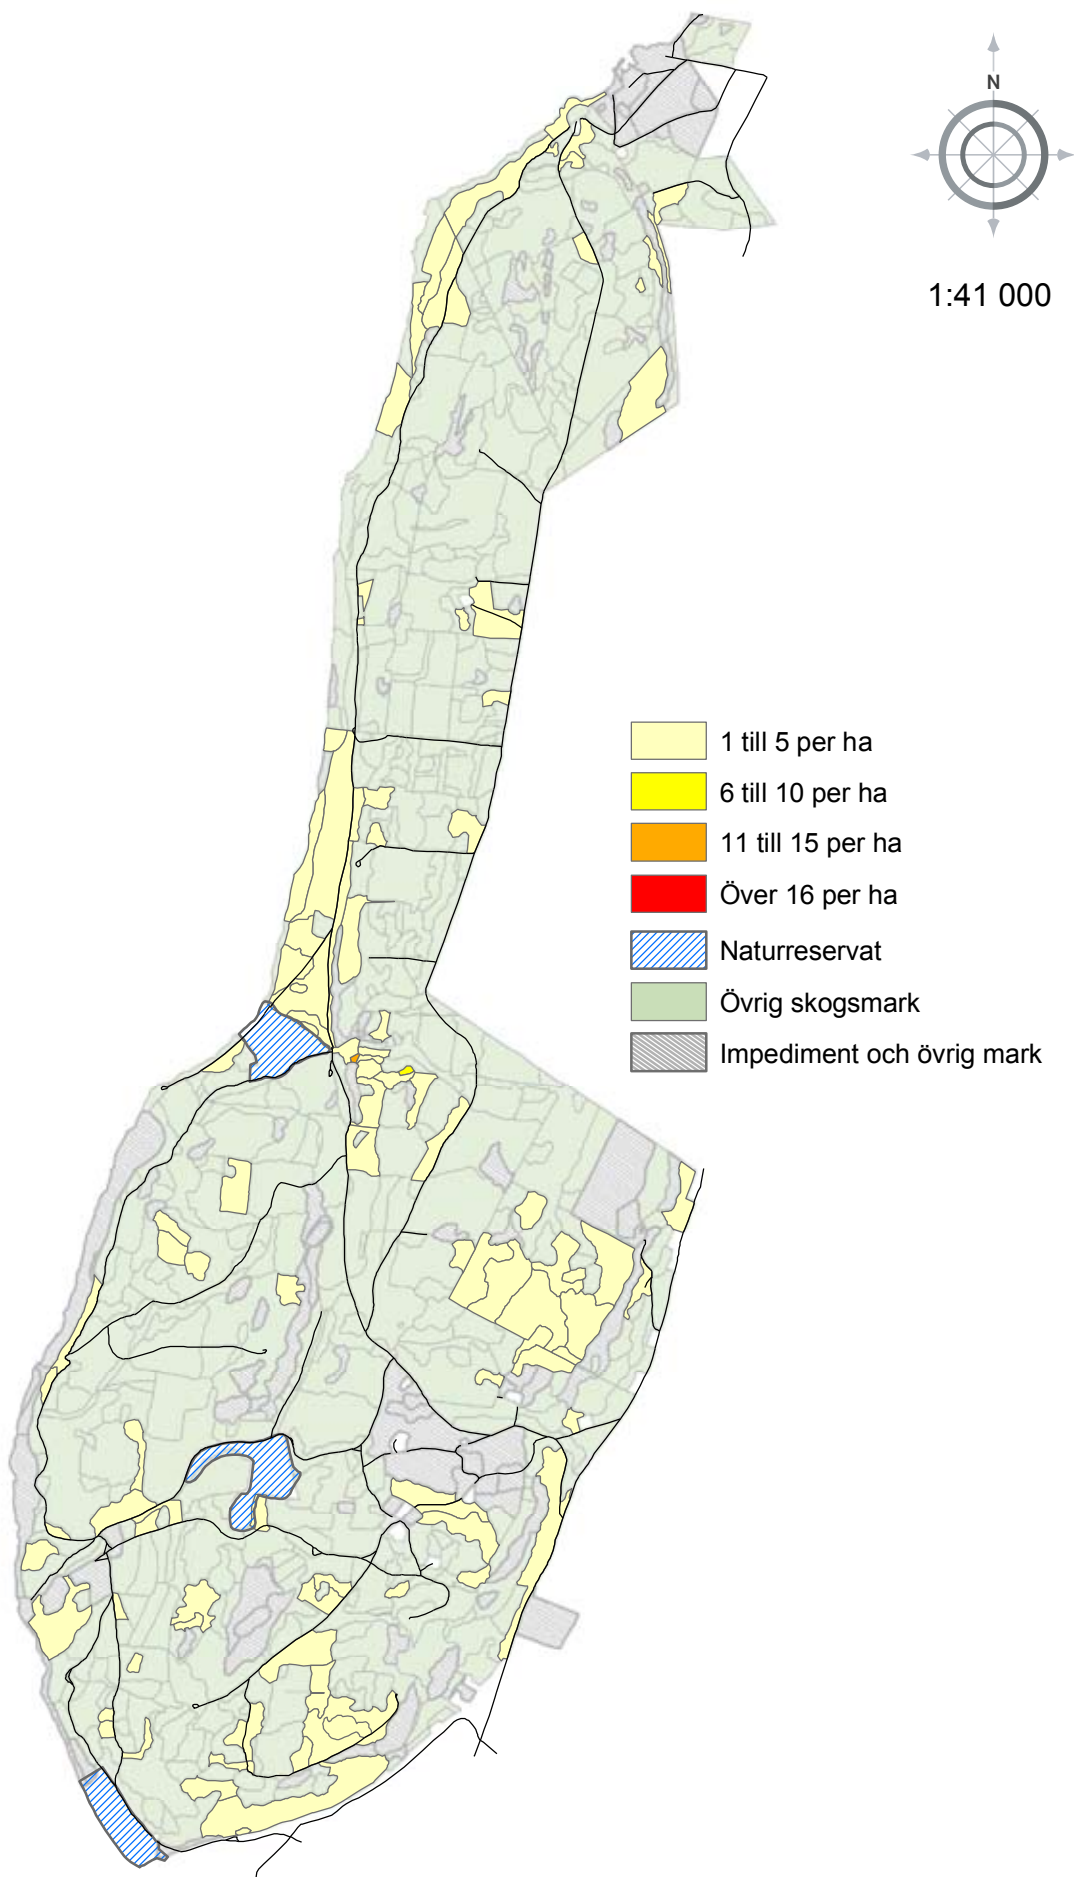 N
1:41 000
1 till 5 per ha
6 till 10 per ha
11 till 15 per ha
Över 16 per ha
Naturreservat
Övrig skogsmark
Impediment och övrig mark